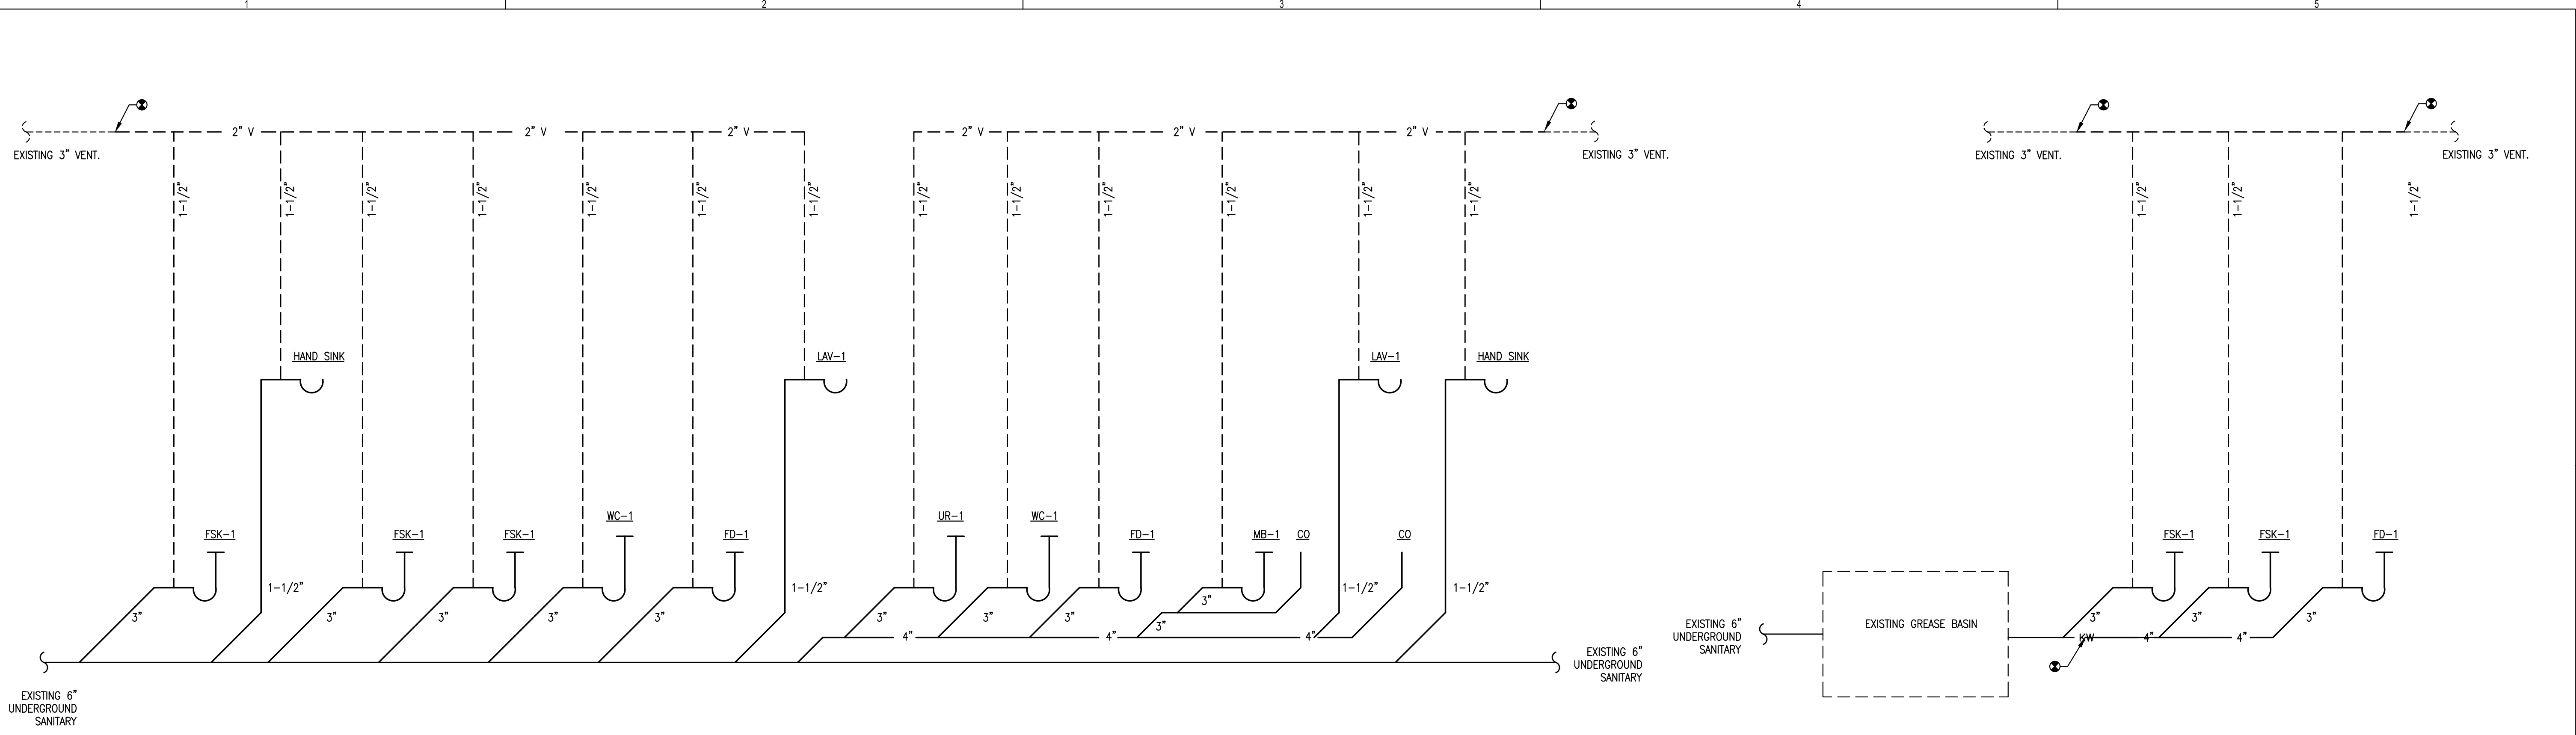 1 2 3 4 5
2" V 2" V 2" V 2" V 2" V 2" V
EXISTING 3" VENT. EXISTING 3" VENT. EXISTING 3" VENT. EXISTING 3" VENT.
1-1/2" 1-1/2" 1-1/2" 1-1/2" 1-1/2" 1-1/2" 1-1/2" 1-1/2" 1-1/2" 1-1/2" 1-1/2" 1-1/2" 1-1/2" 1-1/2" 1-1/2" 1-1/2"
HAND SINK LAV-1 LAV-1 HAND SINK
WC-1 UR-1 WC-1
FSK-1 FSK-1 FSK-1 FD-1 FD-1 MB-1 CO CO FSK-1 FSK-1 FD-1
1-1/2" 1-1/2" 1-1/2" 1-1/2"
3"
3" 3" 3" 3" 3" 3" 3" 3" 3" 3" 3" 3"
3"
EXISTING GREASE BASIN
4" 4" 4" KW 4" 4"
EXISTING 6"
UNDERGROUND
SANITARY
EXISTING 6"
UNDERGROUND
SANITARY
EXISTING 6"
UNDERGROUND
SANITARY